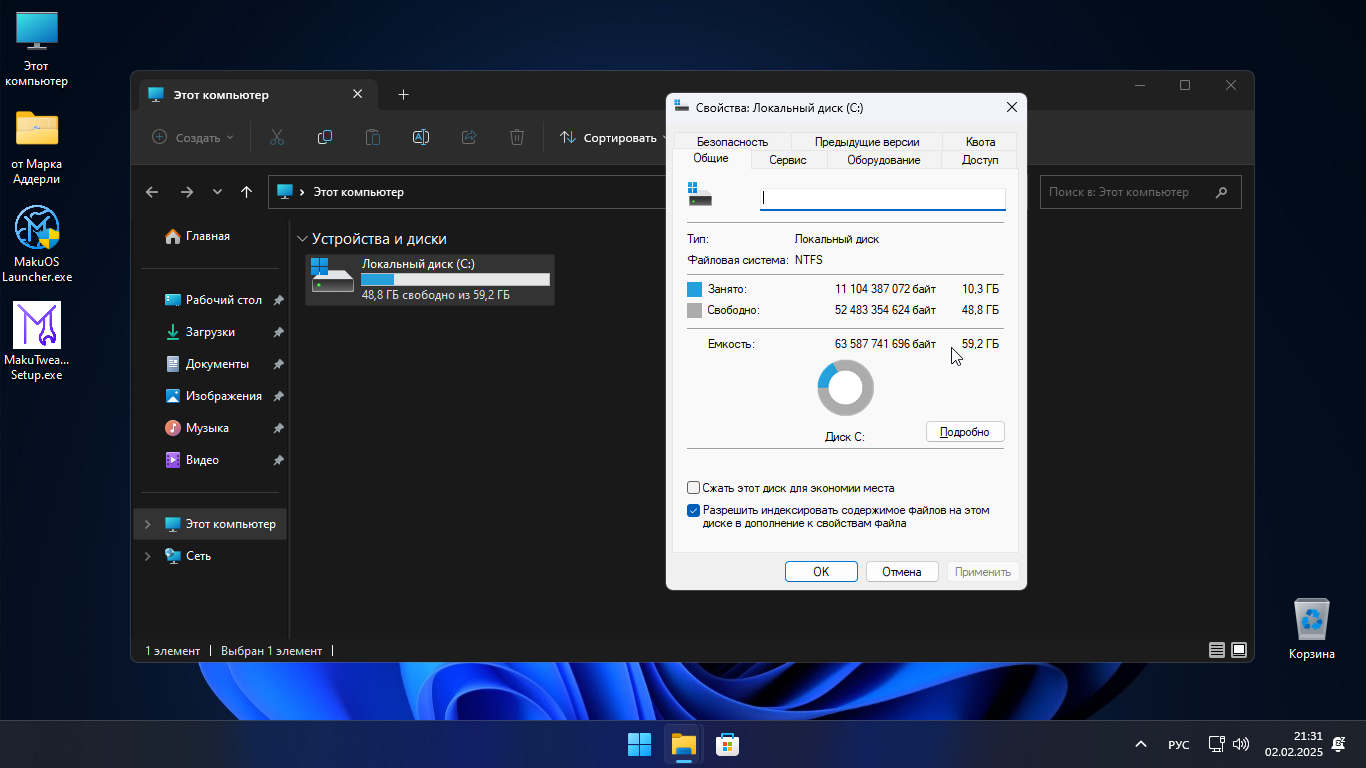 Этот
компьютер
от Марка
Аддерли
MakuOS
Launcher.exe
MakuTwea...
Setup.exe
Этот компьютер
Создать
Сортировать
Этот компьютер
Поиск в: Этот компьютер
Главная
Рабочий стол
Загрузки
Документы
Изображения
Музыка
Видео
Этот компьютер
Сеть
Устройства и диски
Локальный диск (C:)
48,8 ГБ свободно из 59,2 ГБ
1 элемент
Выбран 1 элемент
Свойства: Локальный диск (C:)
Безопасность Предыдущие версии Квота
Общие Сервис Оборудование Доступ
Тип: Локальный диск
Файловая система: NTFS
Занято: 11 104 387 072 байт 10,3 ГБ
Свободно: 52 483 354 624 байт 48,8 ГБ
Емкость: 63 587 741 696 байт 59,2 ГБ
Диск C:
Подробно
Сжать этот диск для экономии места
Разрешить индексировать содержимое файлов на этом
диске в дополнение к свойствам файла
OK Отмена Применить
Корзина
РУС
21:31
02.02.2025